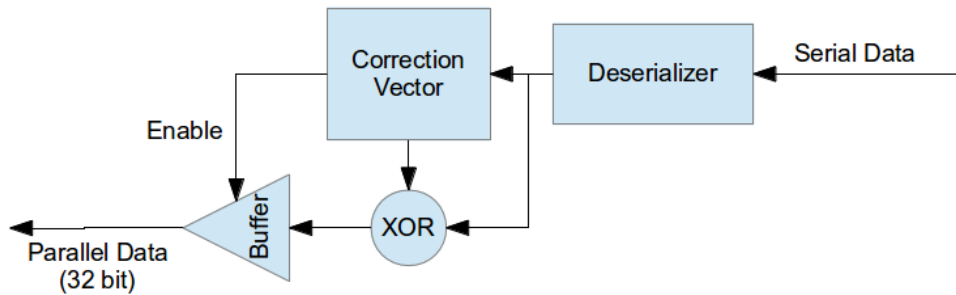 Correction
Vector
Deserializer
Serial Data
Enable
Buffer
XOR
Parallel Data
(32 bit)